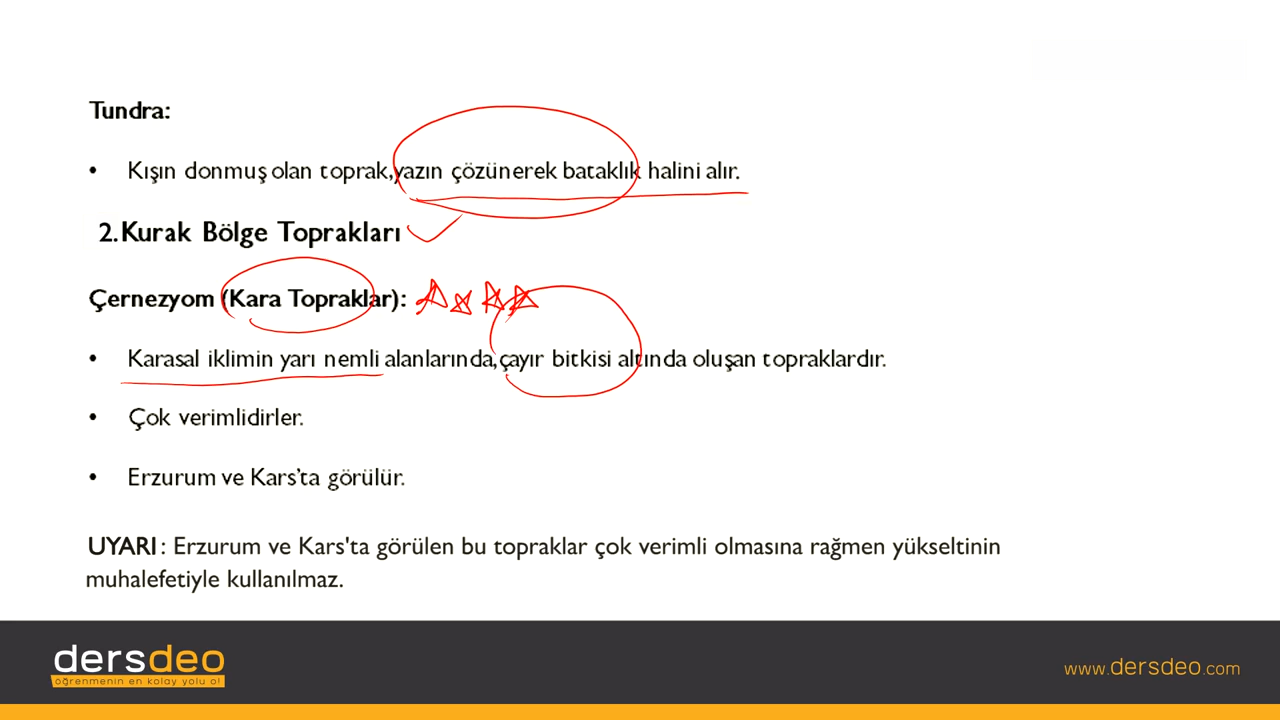 Tundra:
• Kışın donmuş olan toprak,yazın çözünerek bataklık halini alır.
2.Kurak Bölge Toprakları
Çernezyom (Kara Topraklar):
• Karasal iklimin yarı nemli alanlarında,çayır bitkisi altında oluşan topraklardır.
• Çok verimlidirler.
• Erzurum ve Kars’ta görülür.
UYARI : Erzurum ve Kars'ta görülen bu topraklar çok verimli olmasına rağmen yükseltinin
muhalefetiyle kullanılmaz.
dersdeo
öğrenmenin en kolay yolu o!
www.dersdeo.com